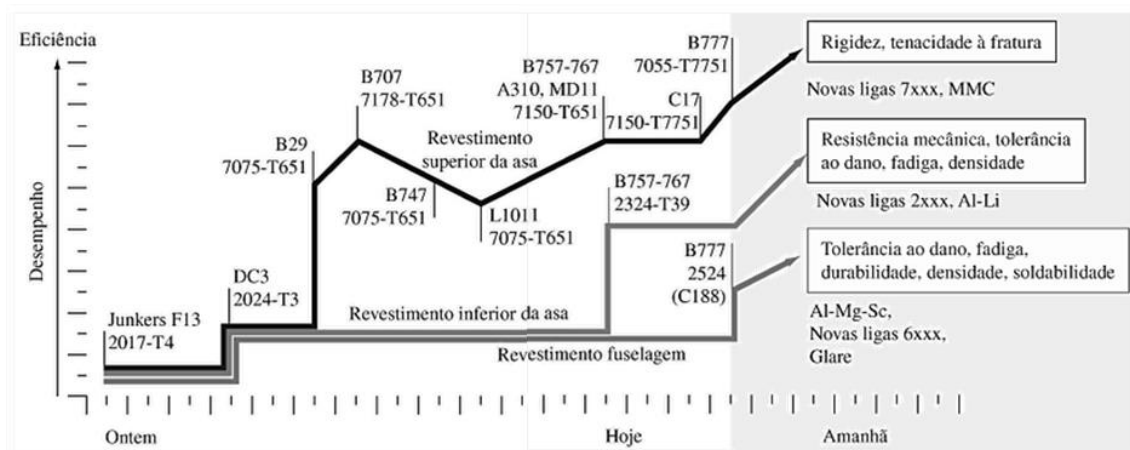 Eficiência
Desempenho
Junkers F13
2017-T4
DC3
2024-T3
B29
7075-T651
B707
7178-T651
Revestimento
superior da asa
B747
7075-T651
L1011
7075-T651
B757-767
A310, MD11
7150-T651
C17
7150-T7751
B777
7055-T7751
B757-767
2324-T39
B777
2524
(C188)
Revestimento inferior da asa
Revestimento fuselagem
Rigidez, tenacidade à fratura
Novas ligas 7xxx, MMC
Resistência mecânica, tolerância
ao dano, fadiga, densidade
Novas ligas 2xxx, Al-Li
Tolerância ao dano, fadiga,
durabilidade, densidade, soldabilidade
Al-Mg-Sc,
Novas ligas 6xxx,
Glare
Ontem
Hoje
Amanhã